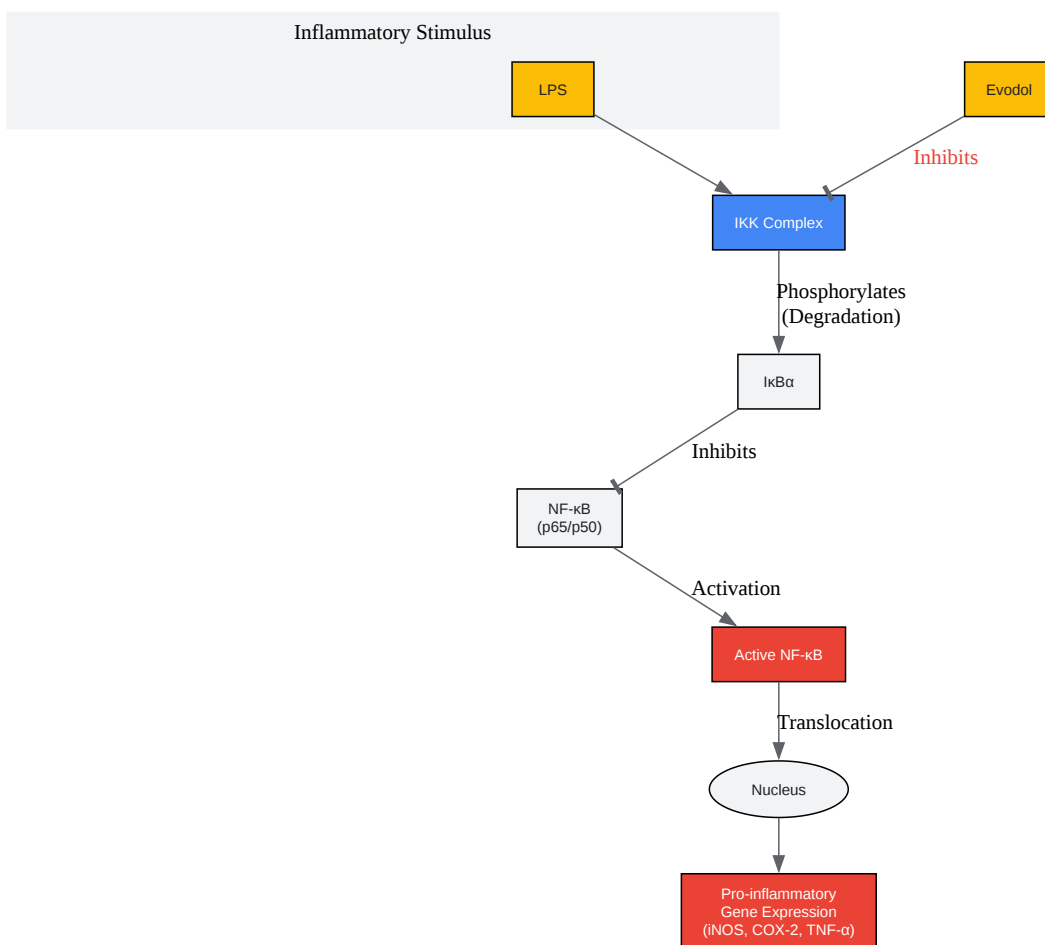 Inflammatory Stimulus
LPS
Evodol
Inhibits
IKK Complex
Phosphorylates
(Degradation)
IκBα
Inhibits
NF-κB
(p65/p50)
Activation
Active NF-κB
Translocation
Nucleus
Pro-inflammatory
Gene Expression
(iNOS, COX-2, TNF-α)